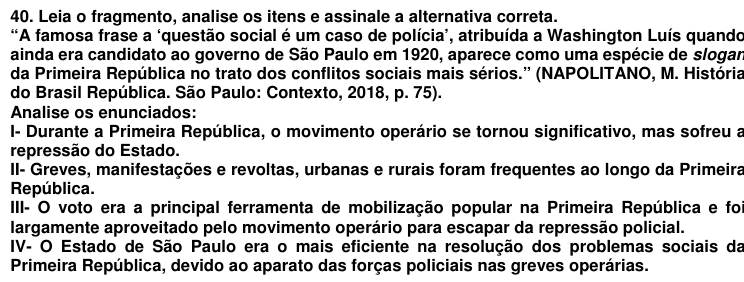 40. Leia o fragmento, analise os itens e assinale a alternativa correta.
“A famosa frase a ‘questão social é um caso de polícia’, atribuída a Washington Luís quando
ainda era candidato ao governo de São Paulo em 1920, aparece como uma espécie de slogan
da Primeira República no trato dos conflitos sociais mais sérios.” (NAPOLITANO, M. História
do Brasil República. São Paulo: Contexto, 2018, p. 75).
Analise os enunciados:
I- Durante a Primeira República, o movimento operário se tornou significativo, mas sofreu a
repressão do Estado.
II- Greves, manifestações e revoltas, urbanas e rurais foram frequentes ao longo da Primeira
República.
III- O voto era a principal ferramenta de mobilização popular na Primeira República e foi
largamente aproveitado pelo movimento operário para escapar da repressão policial.
IV- O Estado de São Paulo era o mais eficiente na resolução dos problemas sociais da
Primeira República, devido ao aparato das forças policiais nas greves operárias.